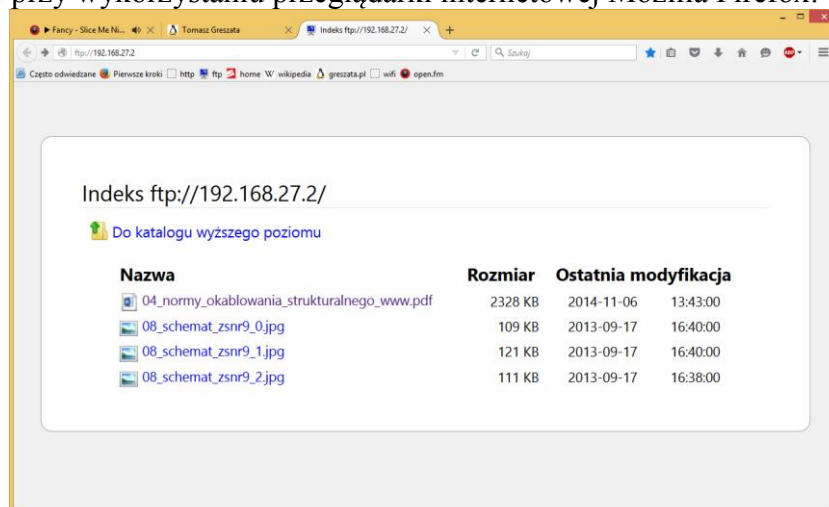 przy wykorzystaniu przeglądarki internetowej Mozilla Firefox.
Fancy - Slice Me Ni... Tomasz Greszata Indeks ftp://192.168.27.2/
ftp://192.168.27.2 Szukaj
Często odwiedzane Pierwsze kroki http ftp home W wikipedia greszata.pl wifi open.fm
Indeks ftp://192.168.27.2/
Do katalogu wyższego poziomu
Nazwa Rozmiar Ostatnia modyfikacja
04_normy_okablowania_strukturalnego_www.pdf 2328 KB 2014-11-06 13:43:00
08_schemat_zsnr9_0.jpg 109 KB 2013-09-17 16:40:00
08_schemat_zsnr9_1.jpg 121 KB 2013-09-17 16:40:00
08_schemat_zsnr9_2.jpg 111 KB 2013-09-17 16:38:00